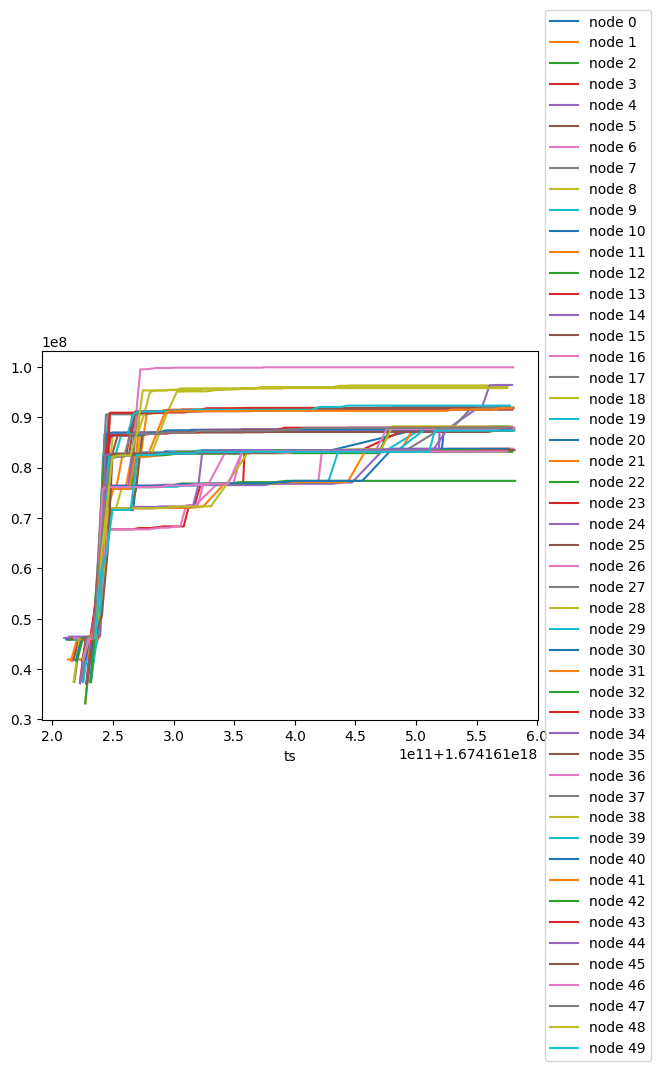 1e8
1.0
0.9
0.8
0.7
0.6
0.5
0.4
0.3
2.0 2.5 3.0 3.5 4.0 4.5 5.0 5.5 6.0
1e11+1.674161e18
ts
node 0
node 1
node 2
node 3
node 4
node 5
node 6
node 7
node 8
node 9
node 10
node 11
node 12
node 13
node 14
node 15
node 16
node 17
node 18
node 19
node 20
node 21
node 22
node 23
node 24
node 25
node 26
node 27
node 28
node 29
node 30
node 31
node 32
node 33
node 34
node 35
node 36
node 37
node 38
node 39
node 40
node 41
node 42
node 43
node 44
node 45
node 46
node 47
node 48
node 49